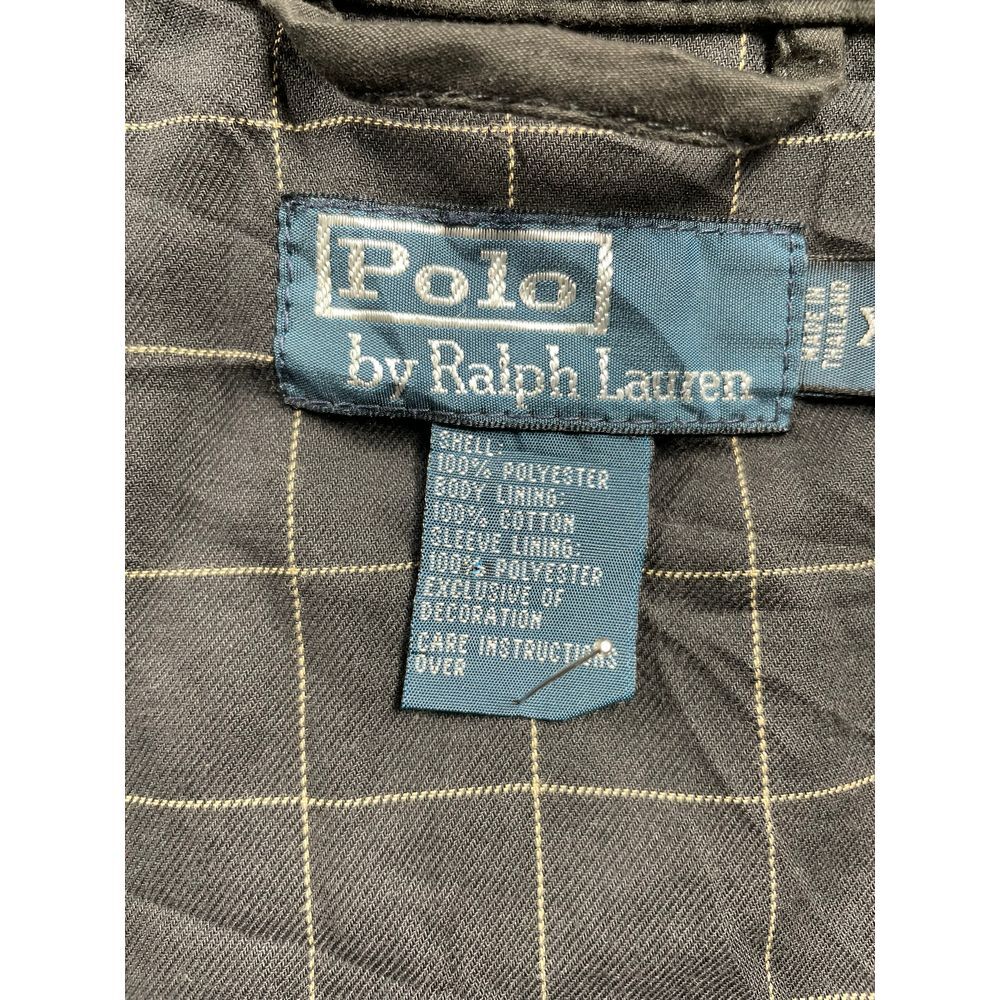 Polo
by Ralph Lauren
MADE IN
THAILAND
SHELL:
100% POLYESTER
BODY LINING:
100% COTTON
SLEEVE LINING:
100% POLYESTER
EXCLUSIVE OF
DECORATION
CARE INSTRUCTIONS
OVER